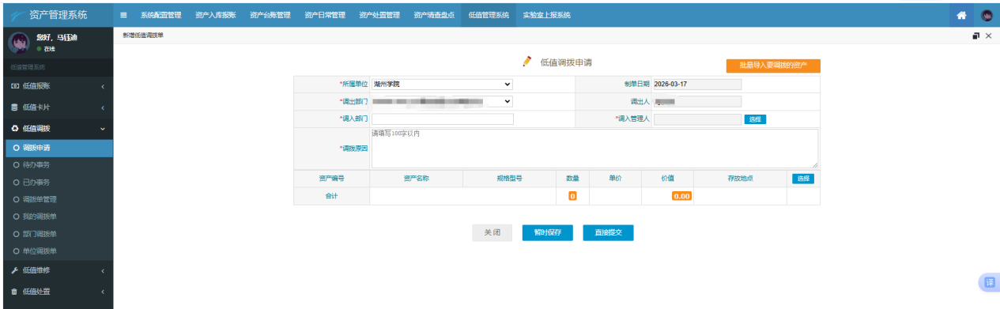 资产管理系统
系统配置管理 资产入库报账 资产台账管理 资产日常管理 资产处置管理 资产清查盘点 低值管理系统 实验室上报系统
您好，马钰迪
在线
新增低值调拨单
低值管理系统
低值报账
低值卡片
低值调拨
调拨申请
待办事务
已办事务
调拨单管理
我的调拨单
部门调拨单
单位调拨单
低值维修
低值处置
低值调拨申请
批量导入要调拨的资产
*所属单位 湖州学院 制单日期 2026-03-17
*调出部门 调出人
*调入部门 *调入管理人 选择
*调拨原因 请填写100字以内
资产编号 资产名称 规格型号 数量 单价 价值 存放地点 选择
合计 0 0.00
关闭 暂时保存 直接提交
译